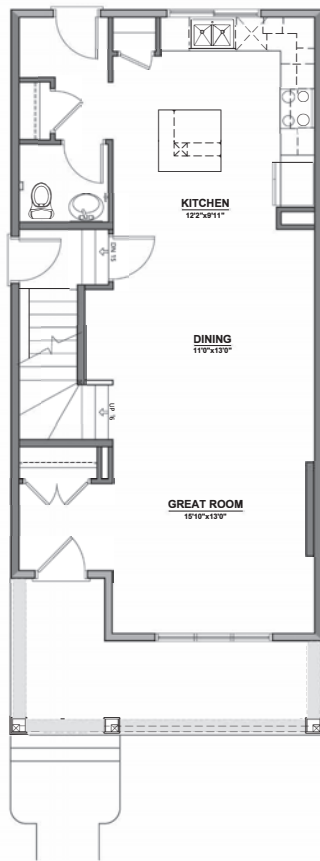 KITCHEN
12'2"x9'11"
DN 15
DINING
11'0"x13'0"
UP 16
GREAT ROOM
15'10"x13'0"